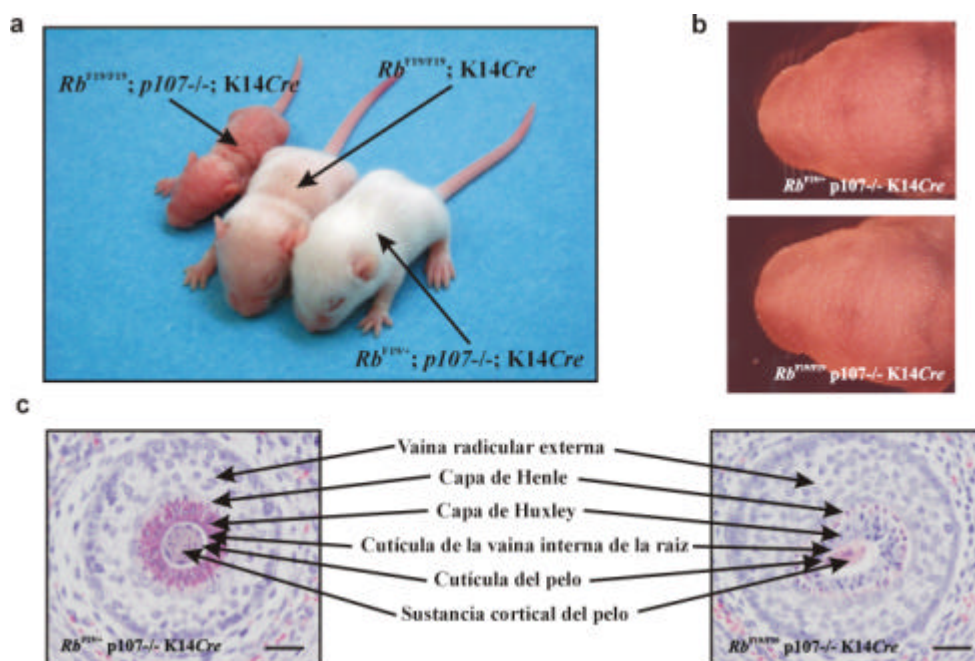 a
Rb^F19/F19; p107-/-; K14Cre
Rb^F19/F19; K14Cre
Rb^F19/+; p107-/-; K14Cre
b
Rb^F19/+ p107-/- K14Cre
Rb^F19/F19 p107-/- K14Cre
c
Vaina radicular externa
Capa de Henle
Capa de Huxley
Cutícula de la vaina interna de la raiz
Cutícula del pelo
Sustancia cortical del pelo
Rb^F19/+ p107-/- K14Cre
Rb^F19/F19 p107-/- K14Cre